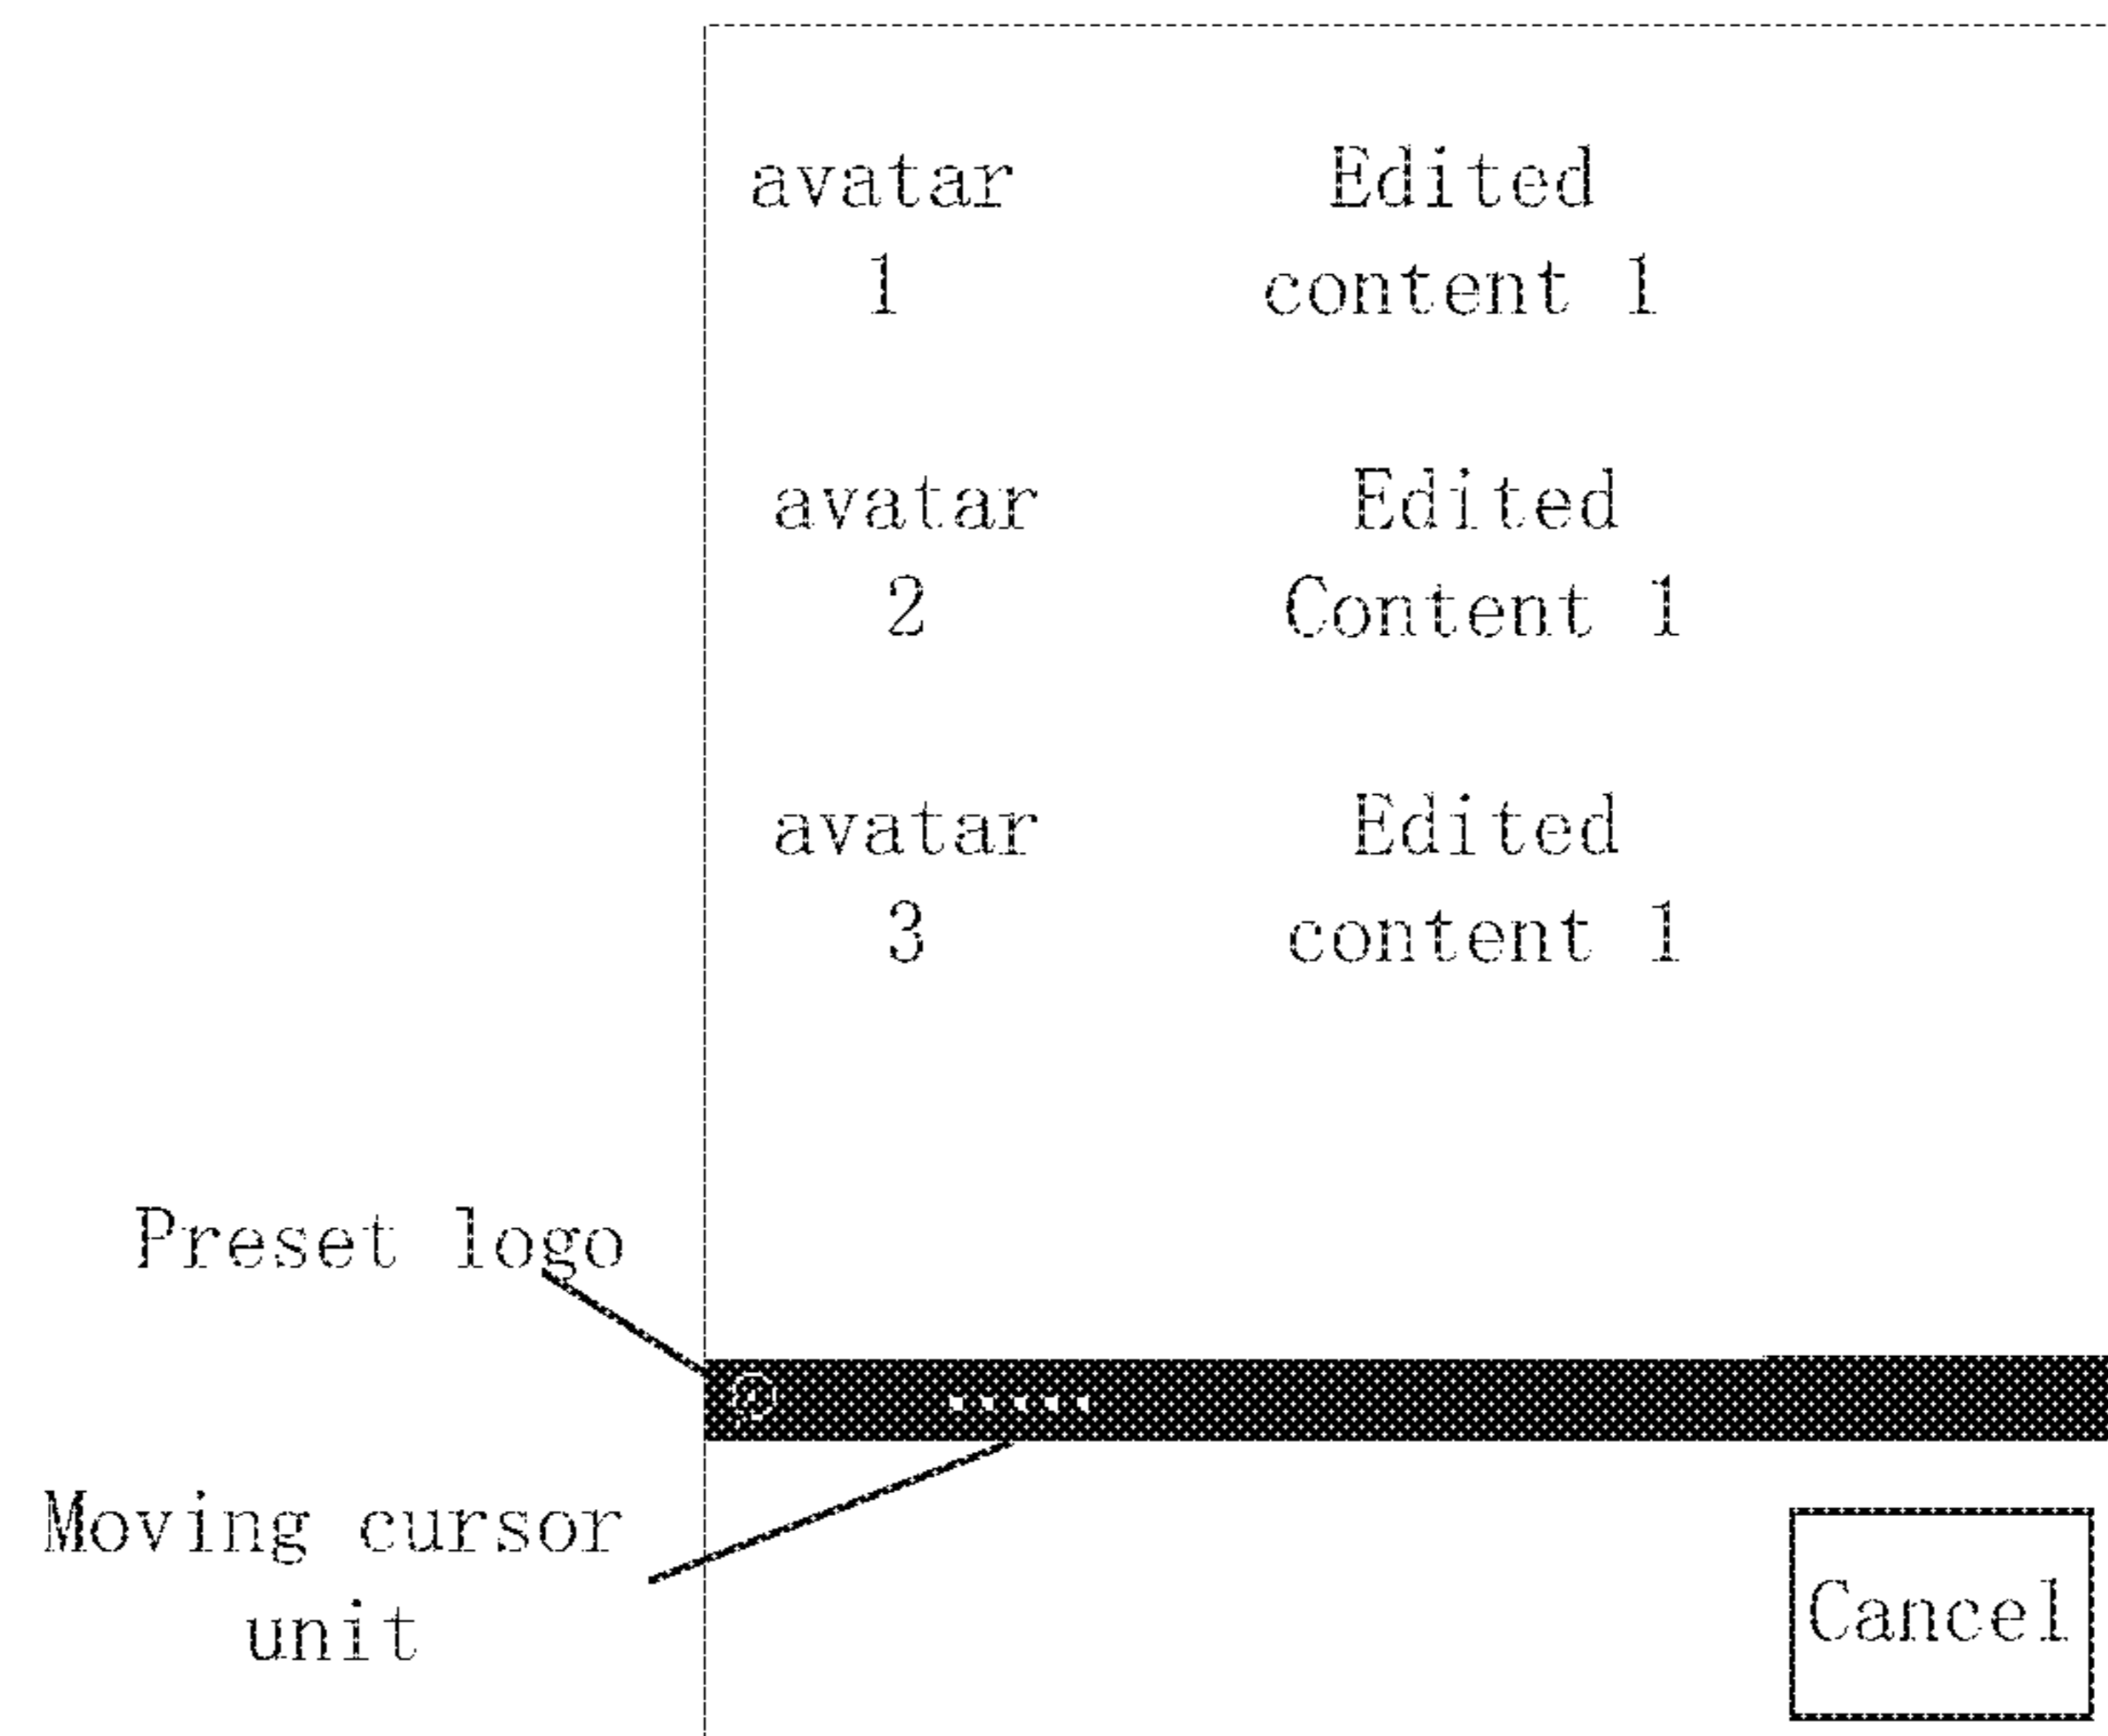 avatar Edited
1 content 1
avatar Edited
2 Content 1
avatar Edited
3 content 1
Preset logo
Moving cursor
unit
Cancel